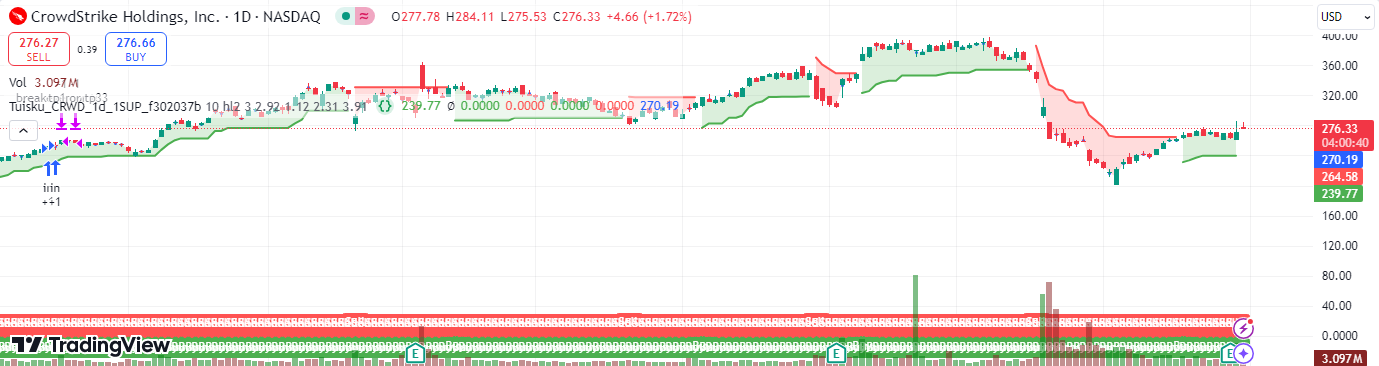 CrowdStrike Holdings, Inc. · 1D · NASDAQ O277.78 H284.11 L275.53 C276.33 +4.66 (+1.72%)
USD
276.27 SELL
0.39
276.66 BUY
Vol 3.097M
Tuisku_CRWD_1d_1SUP_f302037b 10 hl2 3 2.92 1.12 2.31 3.91 239.77 Ø 0.0000 0.0000 0.0000 0.0000 0.0000 270.19
400.00
360.00
320.00
276.33
04:00:40
270.19
264.58
239.77
160.00
120.00
80.00
40.00
0.0000
3.097M
E
E
E
TradingView